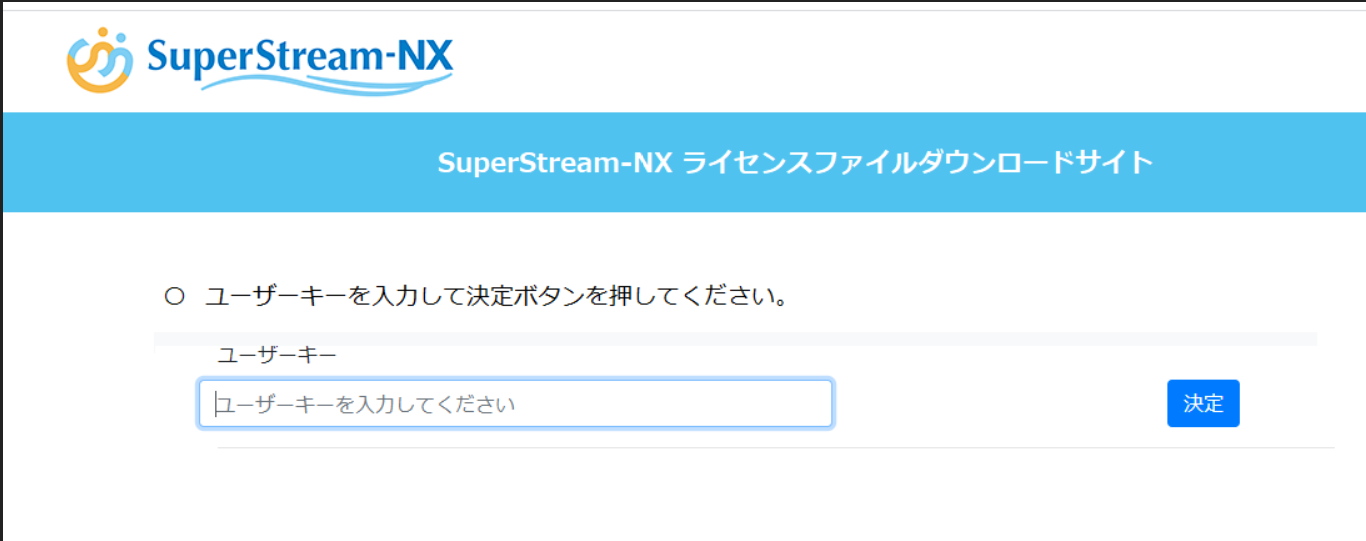 SuperStream-NX
SuperStream-NX ライセンスファイルダウンロードサイト
○ ユーザーキーを入力して決定ボタンを押してください。
ユーザーキー
ユーザーキーを入力してください
決定